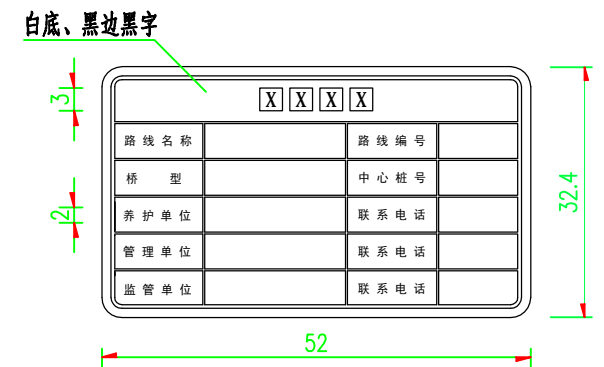 白底、黑边黑字
3
X X X X
路线名称 路线编号
桥 型 中心桩号
2
养护单位 联系电话
管理单位 联系电话
监管单位 联系电话
32.4
52